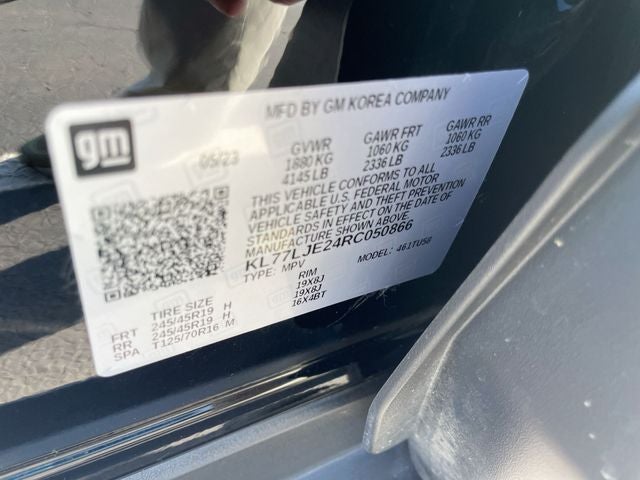 MFD BY GM KOREA COMPANY
gm
05/23
GVWR
1880 KG
4145 LB
GAWR FRT
1060 KG
2336 LB
GAWR RR
1060 KG
2336 LB
THIS VEHICLE CONFORMS TO ALL
APPLICABLE U.S. FEDERAL MOTOR
VEHICLE SAFETY AND THEFT PREVENTION
STANDARDS IN EFFECT ON THE DATE OF
MANUFACTURE SHOWN ABOVE.
KL77LJE24RC050866
TYPE: MPV MODEL: 461TU58
TIRE SIZE RIM
FRT 245/45R19 H 19X8J
RR 245/45R19 H 19X8J
SPA T125/70R16 M 16X4BT